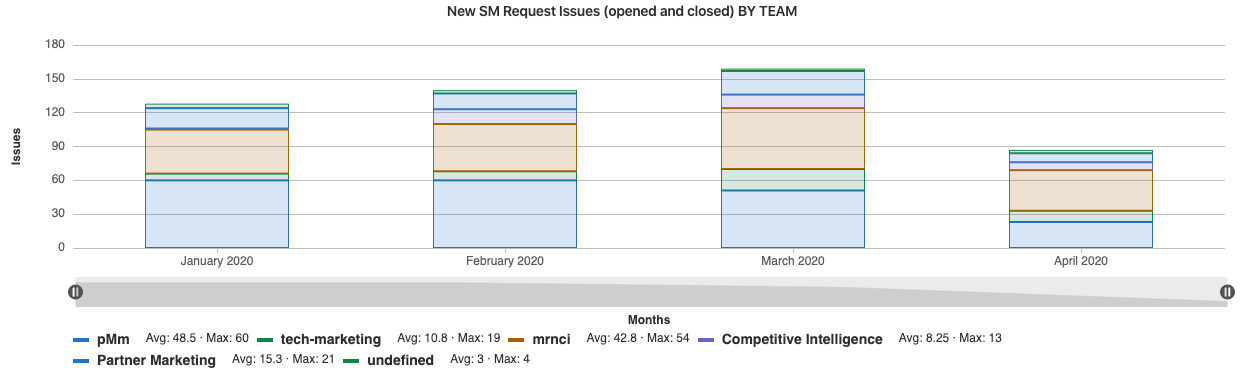 New SM Request Issues (opened and closed) BY TEAM
180
150
120
90
60
30
0
Issues
January 2020 February 2020 March 2020 April 2020
Months
pMm Avg: 48.5 · Max: 60 tech-marketing Avg: 10.8 · Max: 19 mrnci Avg: 42.8 · Max: 54 Competitive Intelligence Avg: 8.25 · Max: 13
Partner Marketing Avg: 15.3 · Max: 21 undefined Avg: 3 · Max: 4